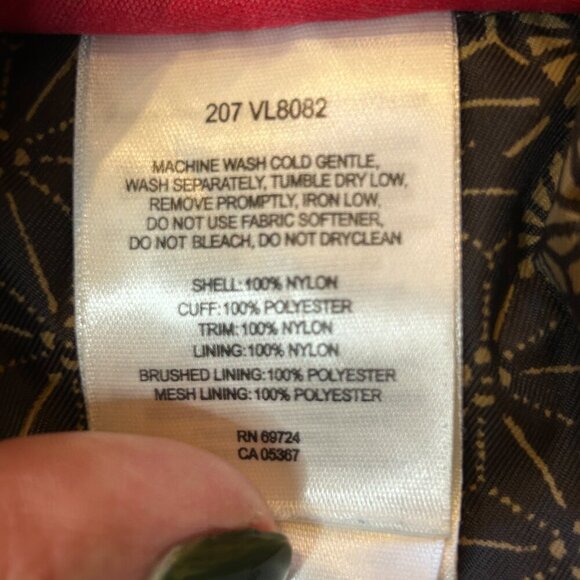 207 VL8082
MACHINE WASH COLD GENTLE,
WASH SEPARATELY, TUMBLE DRY LOW,
REMOVE PROMPTLY, IRON LOW,
DO NOT USE FABRIC SOFTENER,
DO NOT BLEACH, DO NOT DRYCLEAN
SHELL:100% NYLON
CUFF:100% POLYESTER
TRIM:100% NYLON
LINING:100% NYLON
BRUSHED LINING:100% POLYESTER
MESH LINING:100% POLYESTER
RN 69724
CA 05367